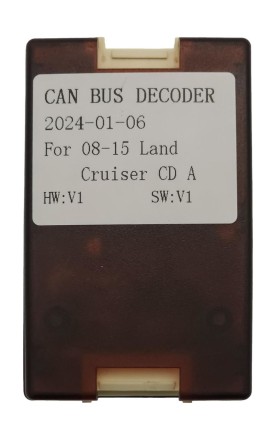 CAN BUS DECODER
2024-01-06
For 08-15 Land
Cruiser CD A
HW:V1 SW:V1